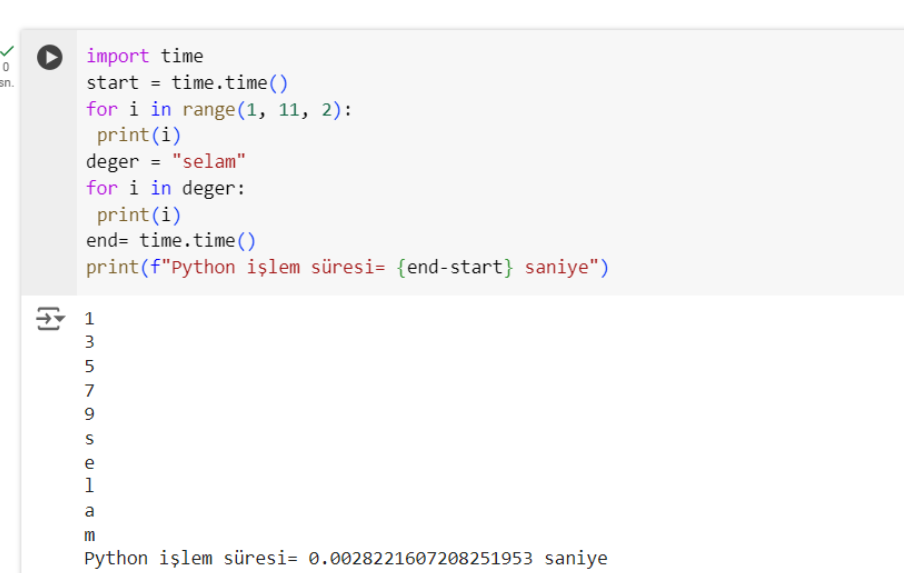 0
sn.
import time
start = time.time()
for i in range(1, 11, 2):
 print(i)
deger = "selam"
for i in deger:
 print(i)
end= time.time()
print(f"Python işlem süresi= {end-start} saniye")
1
3
5
7
9
s
e
l
a
m
Python işlem süresi= 0.0028221607208251953 saniye